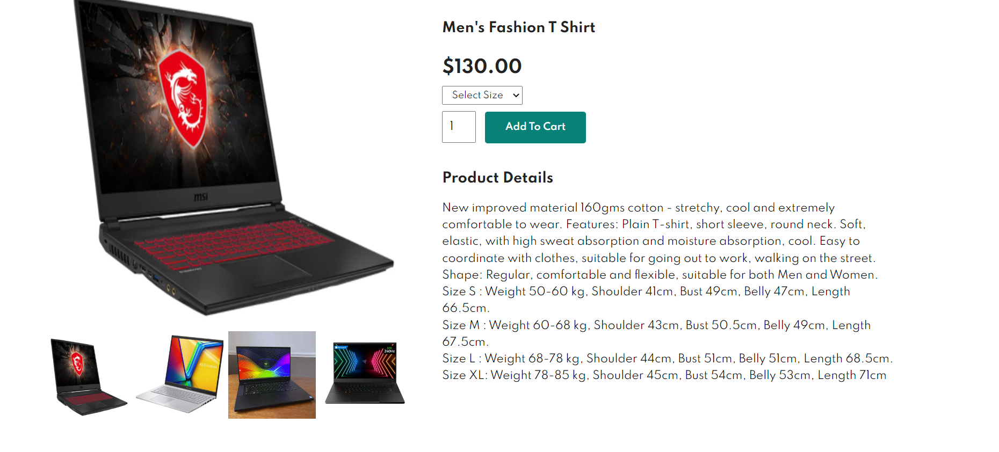 Men's Fashion T Shirt
$130.00
Select Size
1
Add To Cart
Product Details
New improved material 160gms cotton - stretchy, cool and extremely
comfortable to wear. Features: Plain T-shirt, short sleeve, round neck. Soft,
elastic, with high sweat absorption and moisture absorption, cool. Easy to
coordinate with clothes, suitable for going out to work, walking on the street.
Shape: Regular, comfortable and flexible, suitable for both Men and Women.
Size S : Weight 50-60 kg, Shoulder 41cm, Bust 49cm, Belly 47cm, Length
66.5cm.
Size M : Weight 60-68 kg, Shoulder 43cm, Bust 50.5cm, Belly 49cm, Length
67.5cm.
Size L : Weight 68-78 kg, Shoulder 44cm, Bust 51cm, Belly 51cm, Length 68.5cm.
Size XL: Weight 78-85 kg, Shoulder 45cm, Bust 54cm, Belly 53cm, Length 71cm
msi
240Hz